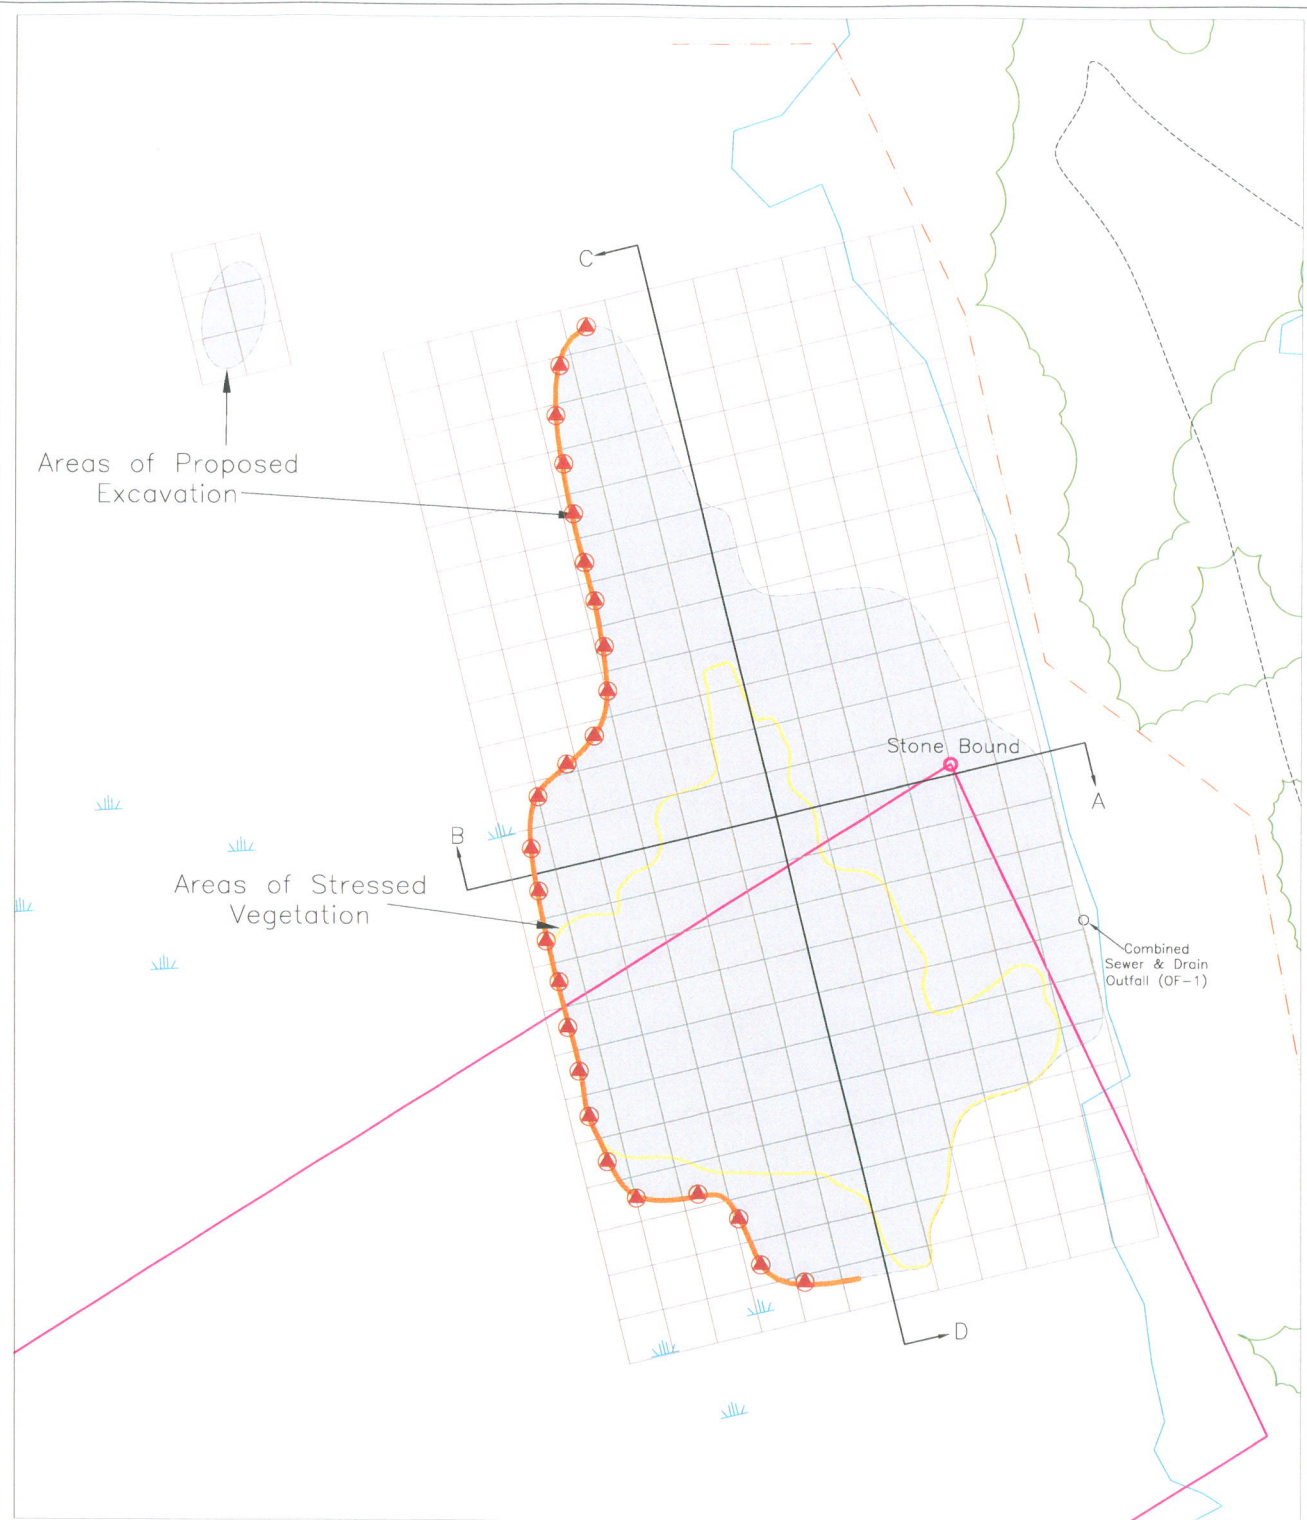 C
Areas of Proposed
Excavation
Stone Bound
A
B
Areas of Stressed
Vegetation
Combined
Sewer & Drain
Outfall (OF-1)
D